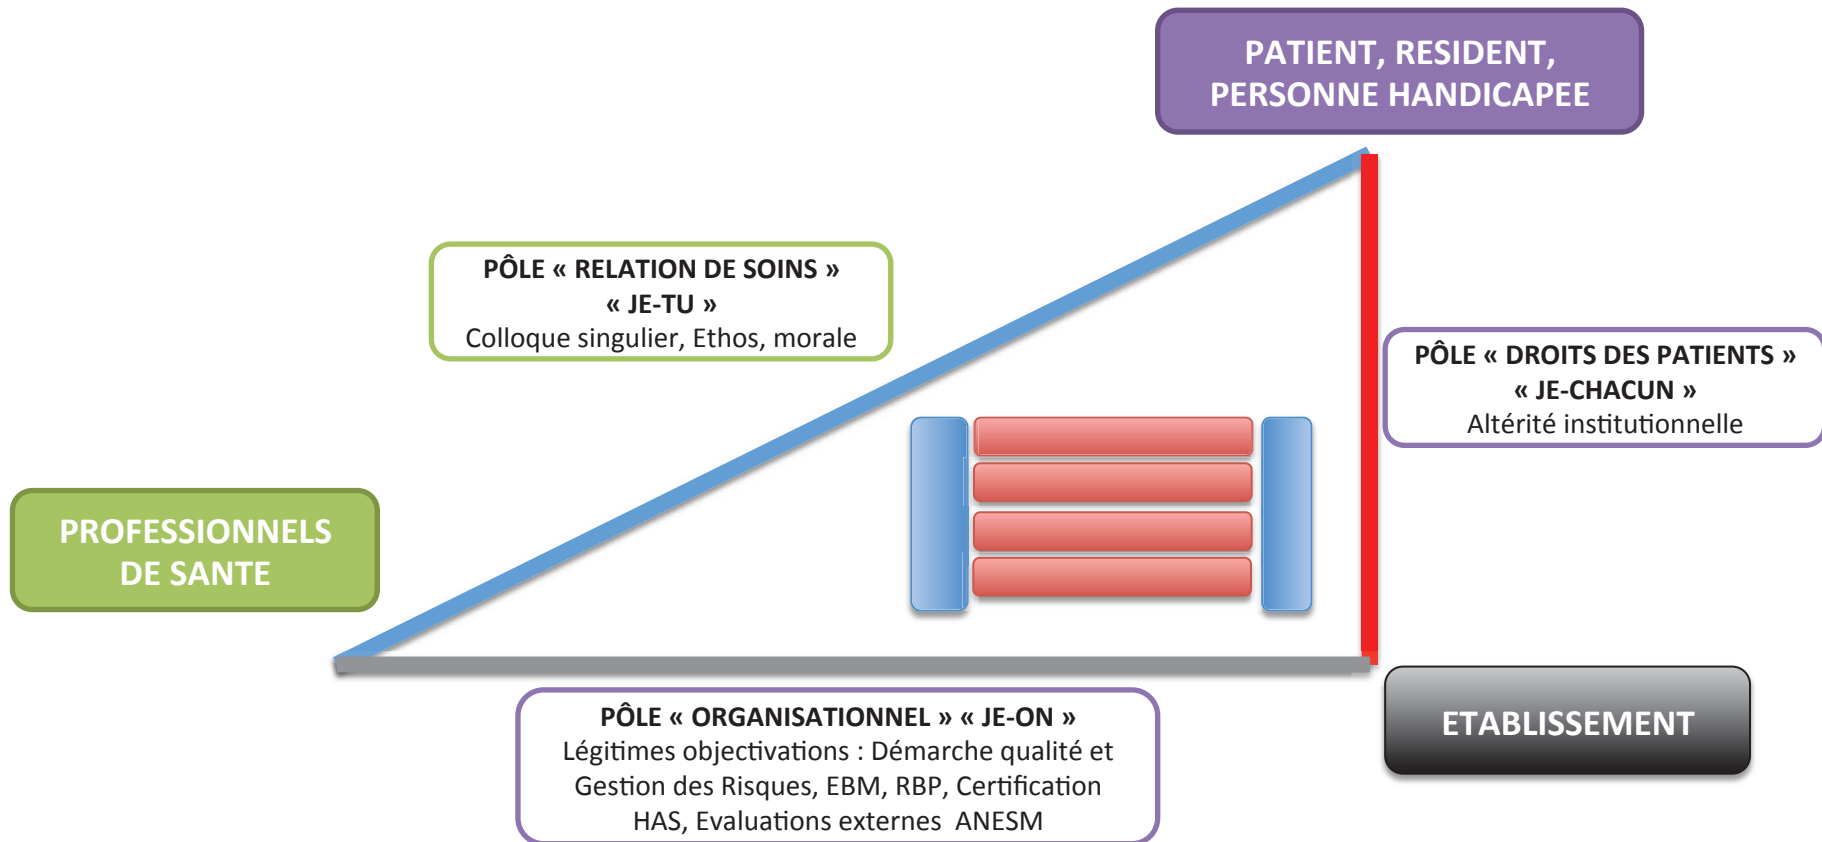 PATIENT, RESIDENT,
PERSONNE HANDICAPEE
PÔLE « RELATION DE SOINS »
« JE-TU »
Colloque singulier, Ethos, morale
PÔLE « DROITS DES PATIENTS »
« JE-CHACUN »
Altérité institutionnelle
PROFESSIONNELS
DE SANTE
ETABLISSEMENT
PÔLE « ORGANISATIONNEL » « JE-ON »
Légitimes objectivations : Démarche qualité et
Gestion des Risques, EBM, RBP, Certification
HAS, Evaluations externes ANESM